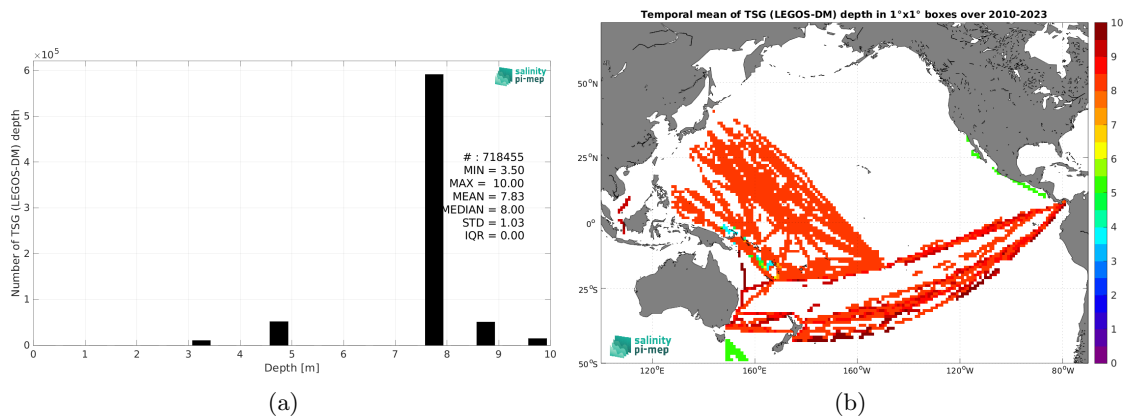 ×10⁵
6
5
4
3
2
1
0
Number of TSG (LEGOS-DM) depth
salinity
pi-mep
# : 718455
MIN = 3.50
MAX = 10.00
MEAN = 7.83
MEDIAN = 8.00
STD = 1.03
IQR = 0.00
0 1 2 3 4 5 6 7 8 9 10
Depth [m]
(a)
Temporal mean of TSG (LEGOS-DM) depth in 1°x1° boxes over 2010-2023
50°N
25°N
0°
25°S
50°S
salinity
pi-mep
120°E 160°E 160°W 120°W 80°W
10
9
8
7
6
5
4
3
2
1
0
(b)